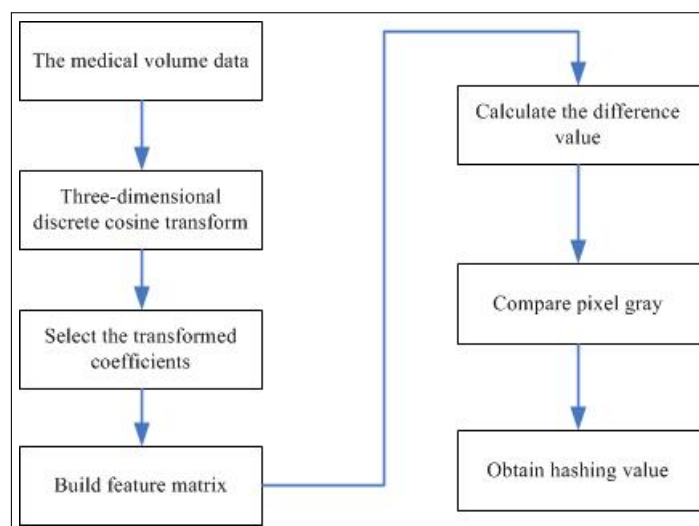 The medical volume data
Three-dimensional
discrete cosine transform
Select the transformed
coefficients
Build feature matrix
Calculate the difference
value
Compare pixel gray
Obtain hashing value